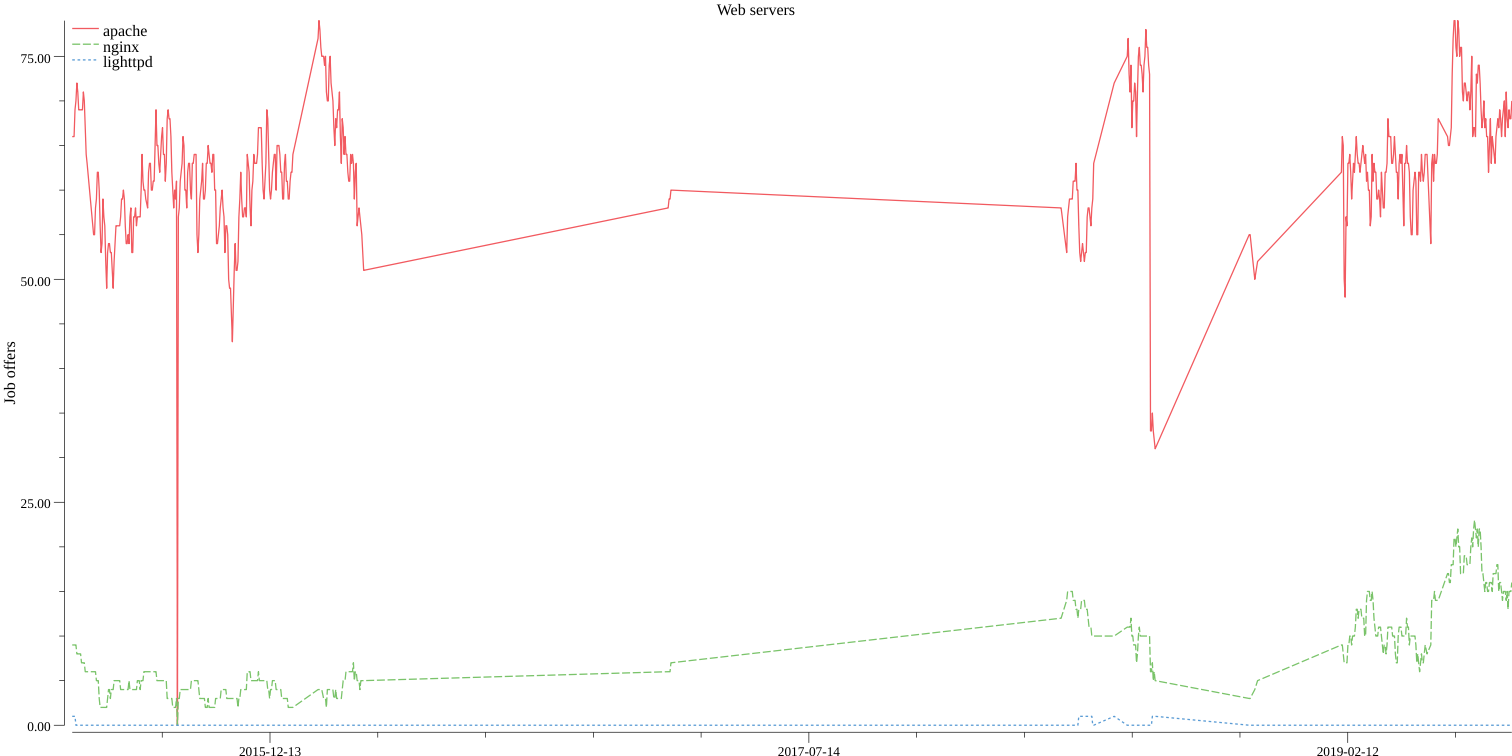 Web servers
apache
nginx
lighttpd
75.00
50.00
25.00
0.00
Job offers
2015-12-13
2017-07-14
2019-02-12